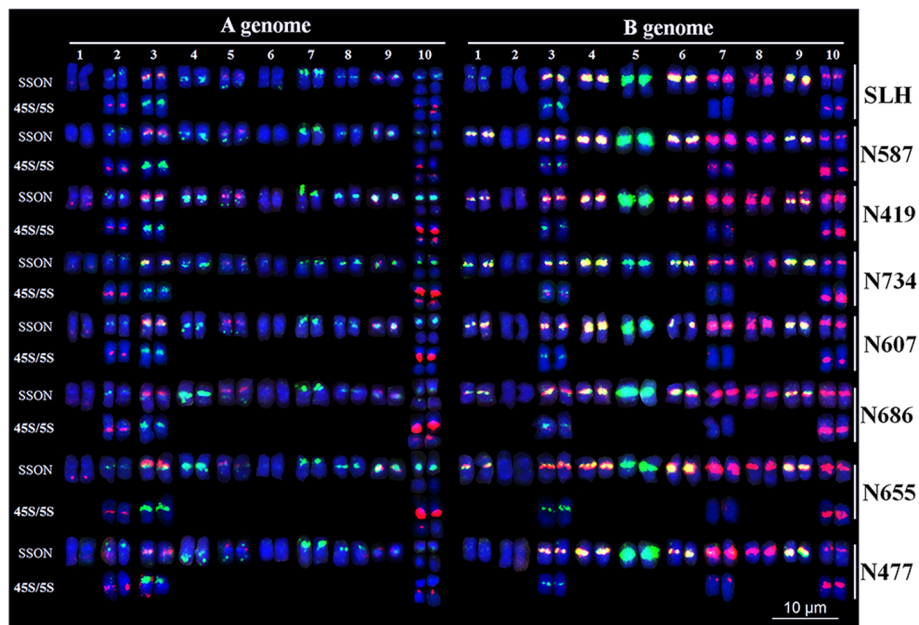 A genome B genome
1 2 3 4 5 6 7 8 9 10 1 2 3 4 5 6 7 8 9 10
SSON
45S/5S
SLH
SSON
45S/5S
N587
SSON
45S/5S
N419
SSON
45S/5S
N734
SSON
45S/5S
N607
SSON
45S/5S
N686
SSON
45S/5S
N655
SSON
45S/5S
N477
10 µm